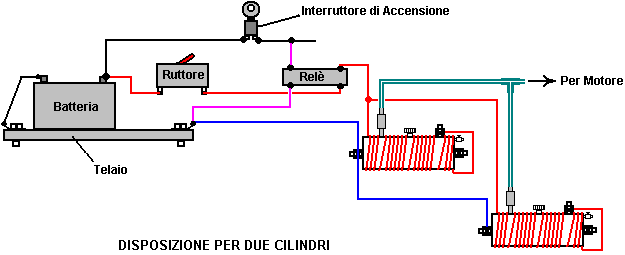 Interruttore di Accensione
Ruttore
Relè
Per Motore
Batteria
Telaio
DISPOSIZIONE PER DUE CILINDRI